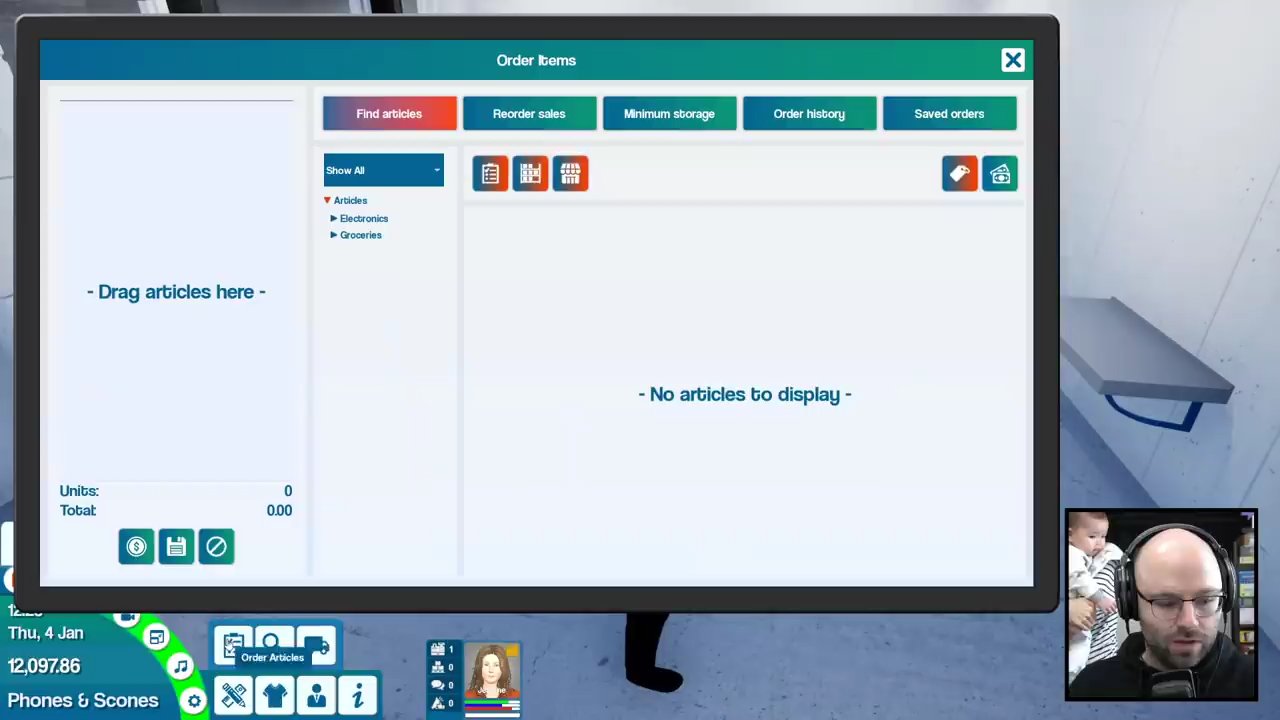 Order Items
Find articles
Reorder sales
Minimum storage
Order history
Saved orders
Show All
Articles
Electronics
Groceries
- Drag articles here -
- No articles to display -
Units: 0
Total: 0.00
Thu, 4 Jan
12,097.86
Phones & Scones
Order Articles
1
0
0
0